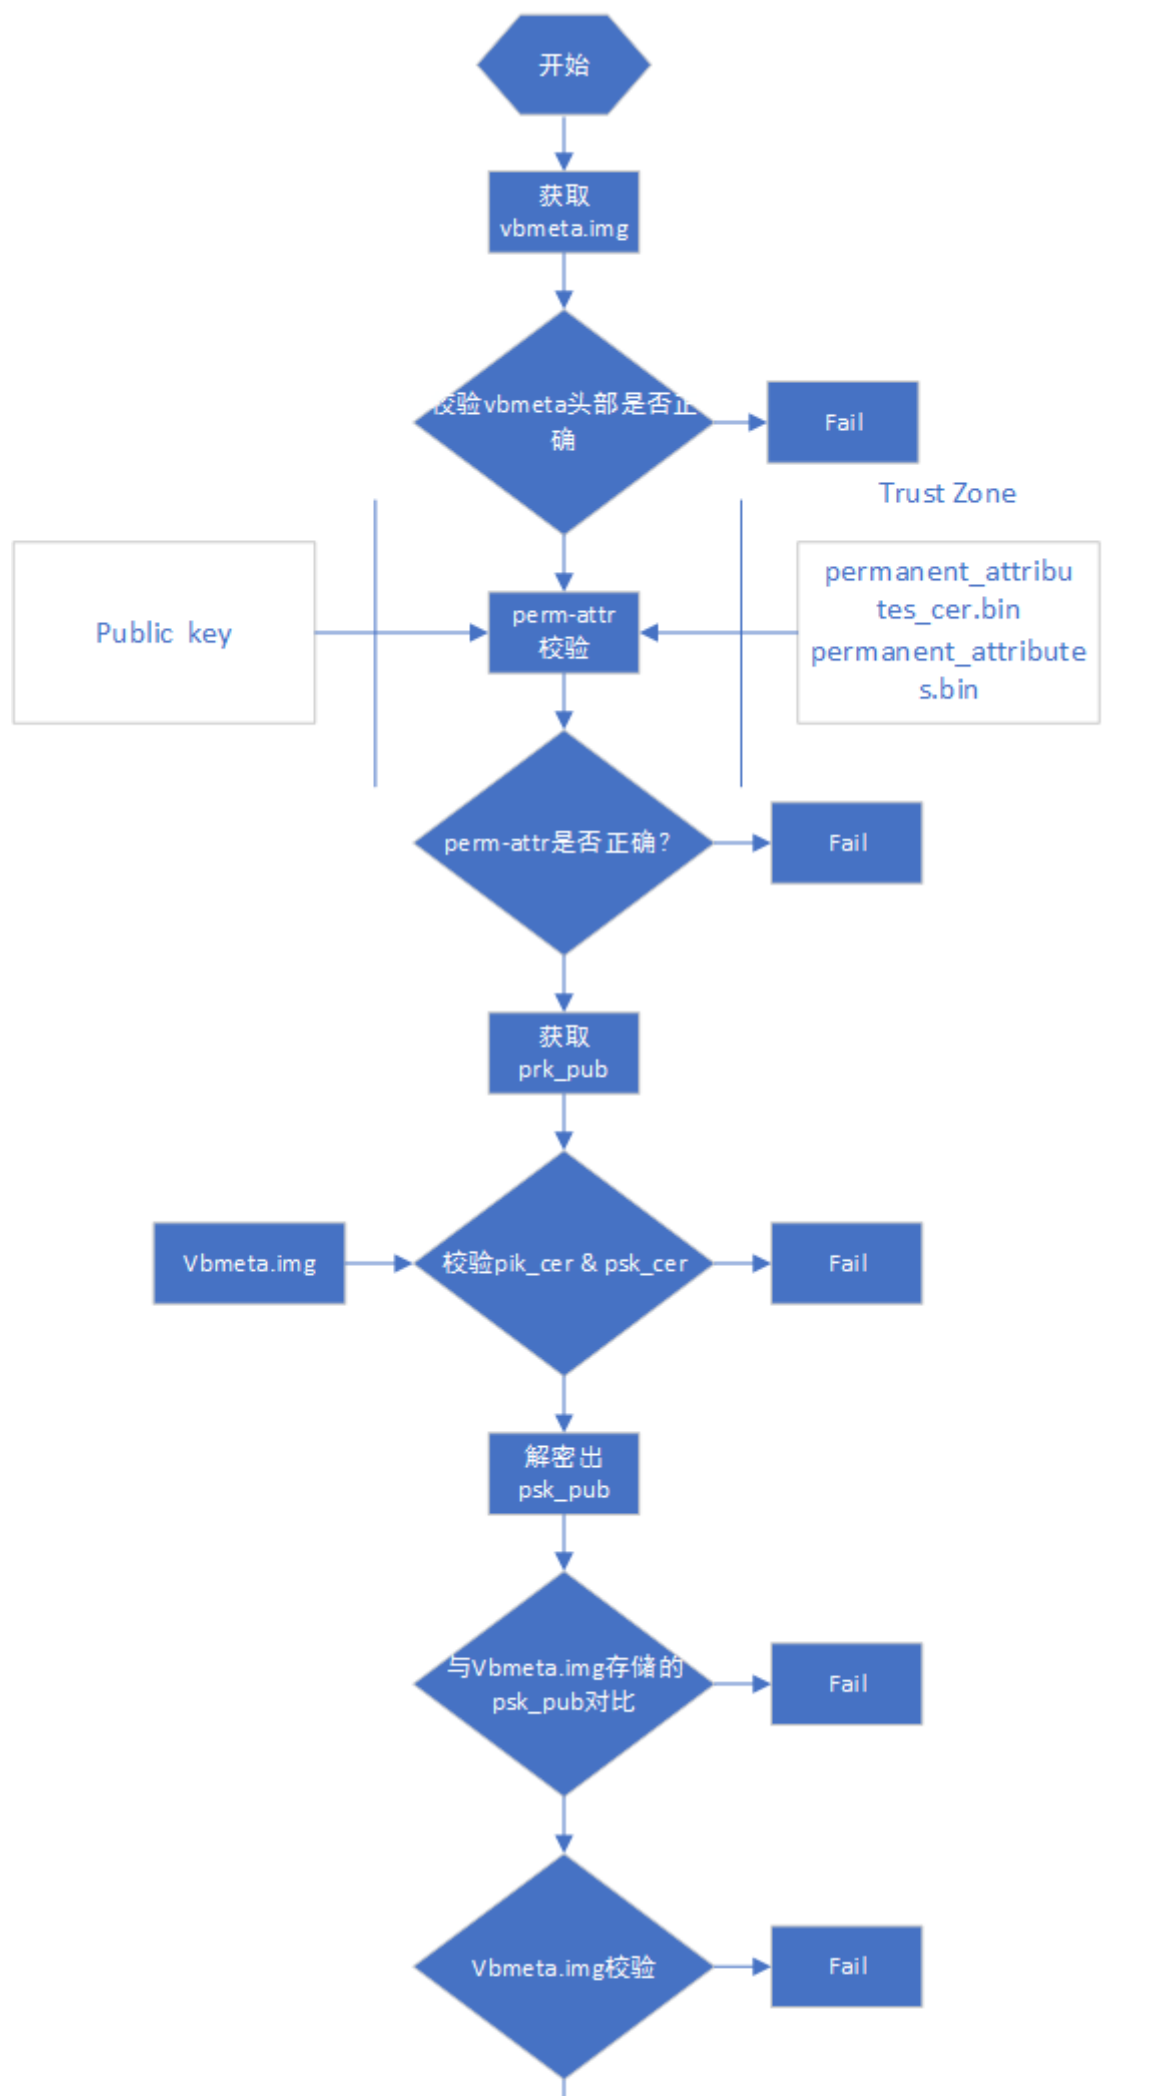 开始
获取
vbmeta.img
校验vbmeta头部是否正
确
Fail
Trust Zone
Public key
perm-attr
校验
permanent_attribu
tes_cer.bin
permanent_attribute
s.bin
perm-attr是否正确?
Fail
获取
prk_pub
Vbmeta.img
校验pik_cer & psk_cer
Fail
解密出
psk_pub
与Vbmeta.img存储的
psk_pub对比
Fail
Vbmeta.img校验
Fail